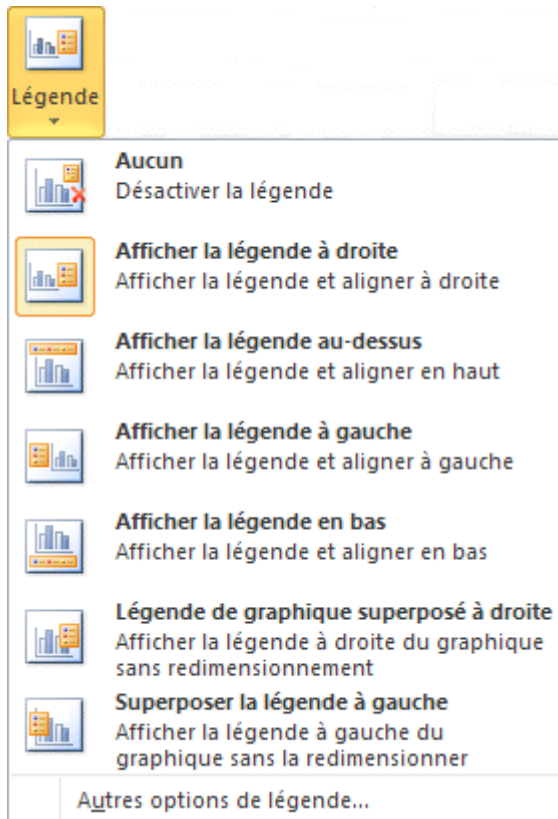 Légende
Aucun
Désactiver la légende
Afficher la légende à droite
Afficher la légende et aligner à droite
Afficher la légende au-dessus
Afficher la légende et aligner en haut
Afficher la légende à gauche
Afficher la légende et aligner à gauche
Afficher la légende en bas
Afficher la légende et aligner en bas
Légende de graphique superposé à droite
Afficher la légende à droite du graphique
sans redimensionnement
Superposer la légende à gauche
Afficher la légende à gauche du
graphique sans la redimensionner
Autres options de légende...